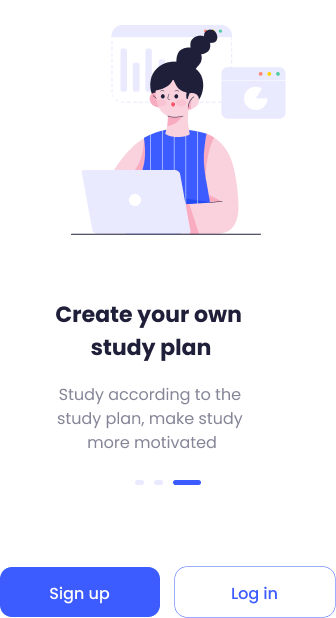 Create your own
study plan
Study according to the
study plan, make study
more motivated
Sign up
Log in